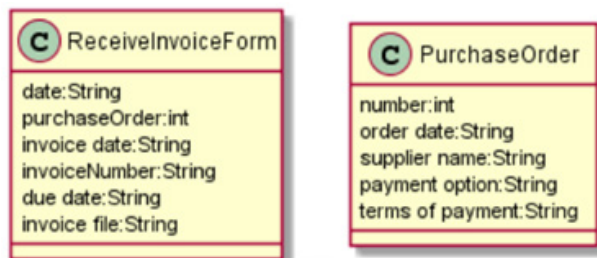 C ReceiveInvoiceForm
date:String
purchaseOrder:int
invoice date:String
invoiceNumber:String
due date:String
invoice file:String
C PurchaseOrder
number:int
order date:String
supplier name:String
payment option:String
terms of payment:String